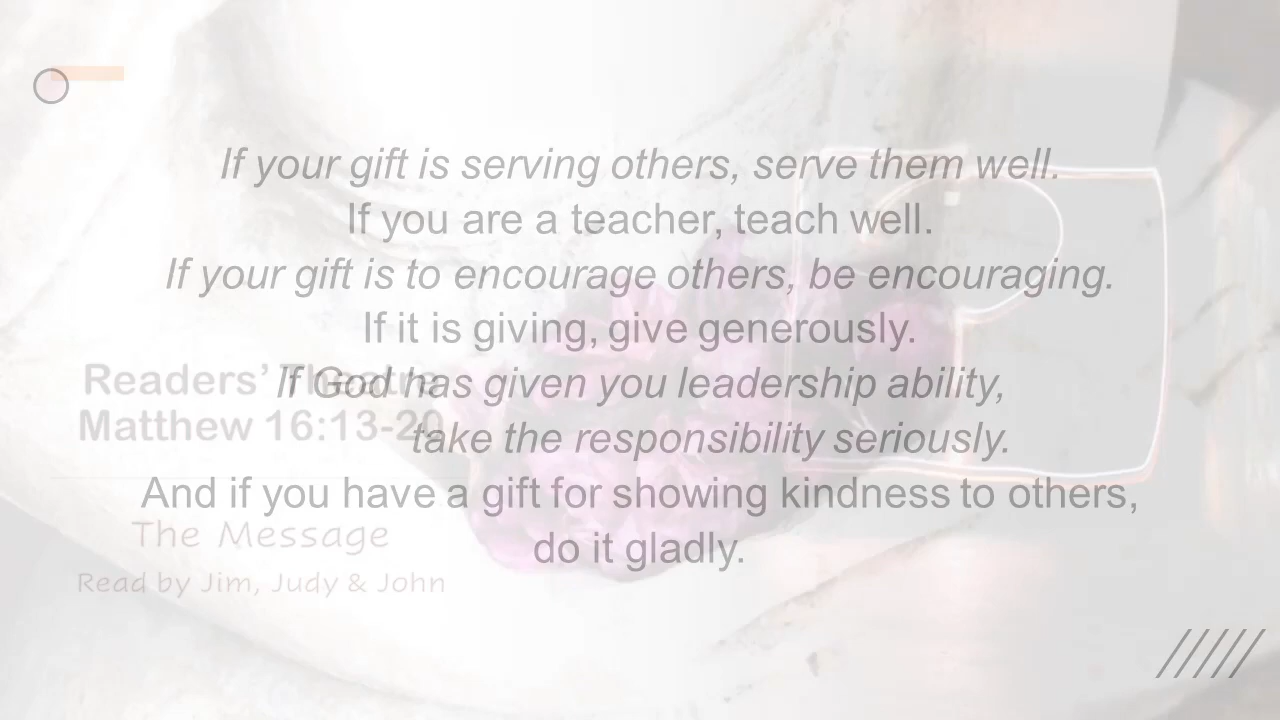 If your gift is serving others, serve them well.
If you are a teacher, teach well.
If your gift is to encourage others, be encouraging.
If it is giving, give generously.
If God has given you leadership ability,
take the responsibility seriously.
And if you have a gift for showing kindness to others,
do it gladly.
Readers’ Theatre
Matthew 16:13-20
The Message
Read by Jim, Judy & John